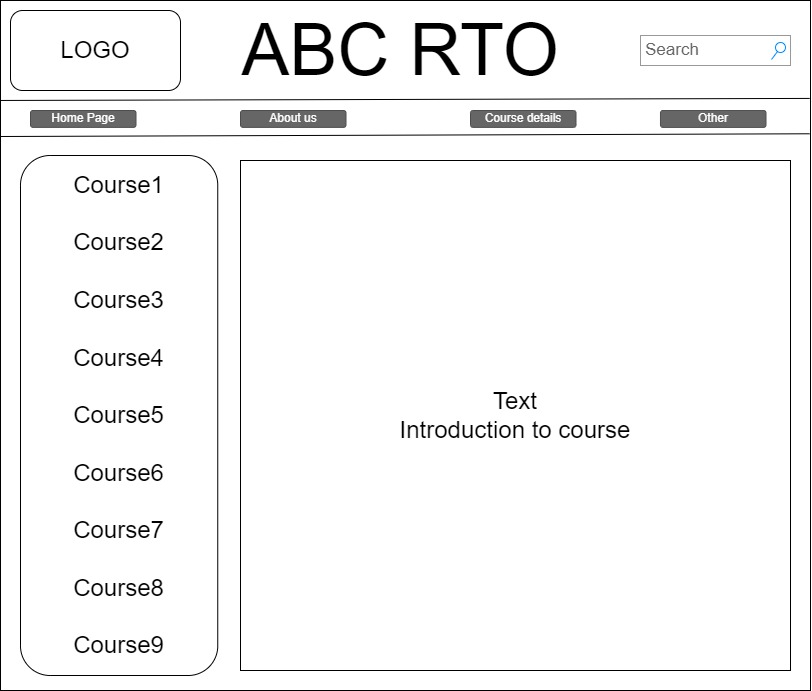 LOGO
ABC RTO
Search
Home Page
About us
Course details
Other
Course1
Course2
Course3
Course4
Course5
Course6
Course7
Course8
Course9
Text
Introduction to course